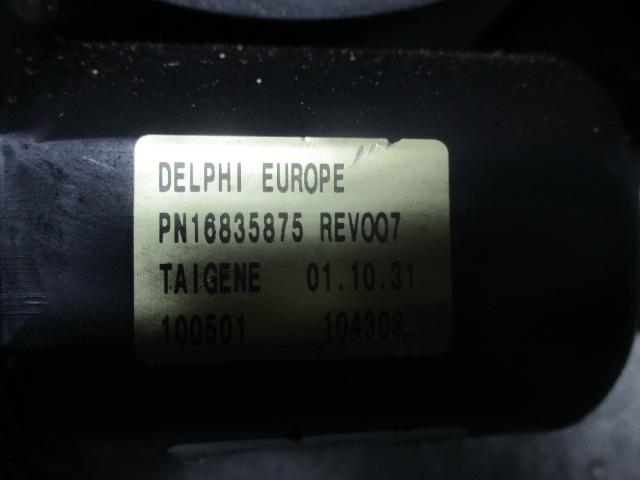 DELPHI EUROPE
PN16835875 REV007
TAIGENE 01.10.31
100501 104308